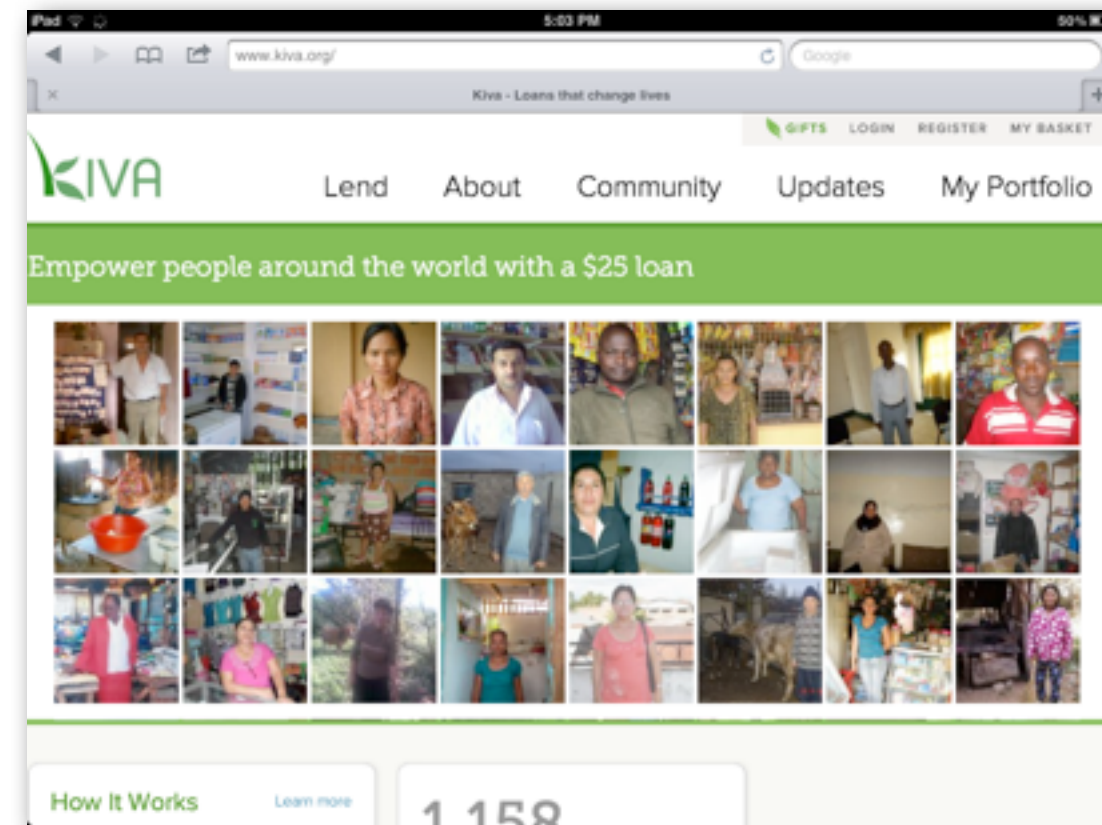 iPad 5:03 PM 50%
www.kiva.org/ Google
Kiva - Loans that change lives
GIFTS LOGIN REGISTER MY BASKET
KIVA
Lend About Community Updates My Portfolio
Empower people around the world with a $25 loan
How It Works Learn more
1,158